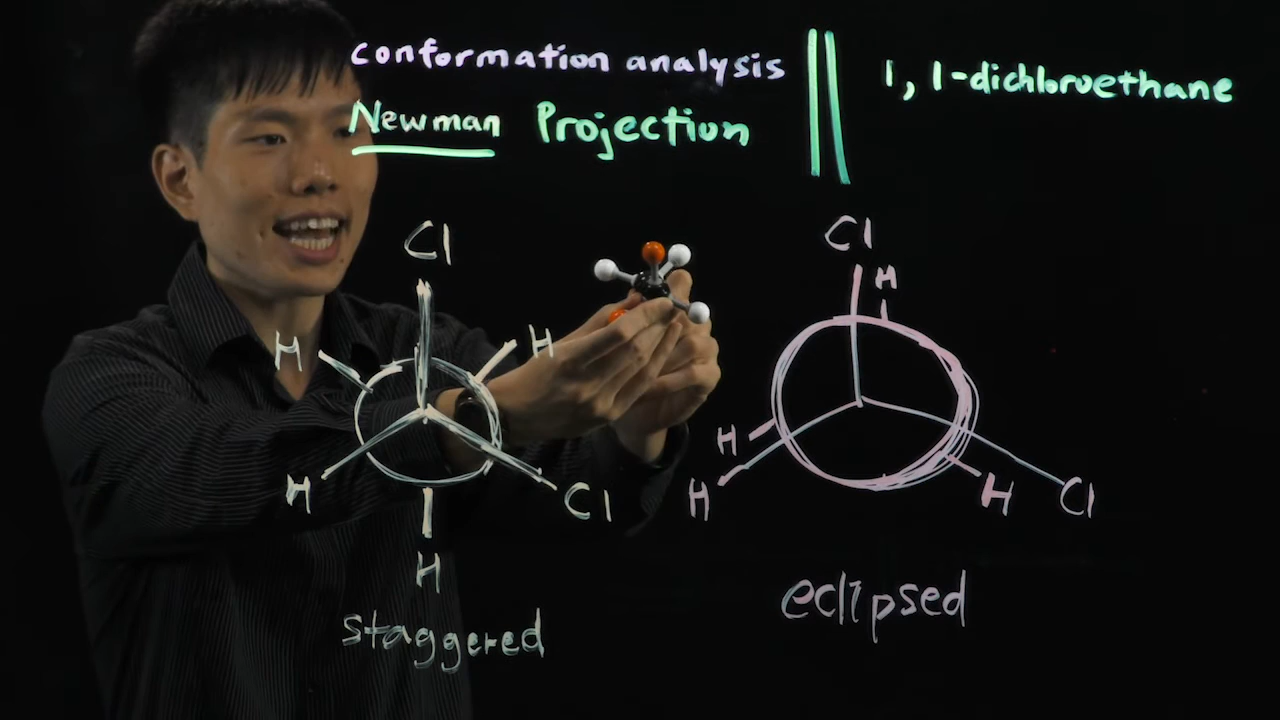 conformation analysis
Newman Projection
1, 1-dichloroethane
Cl
H
H
H
Cl
H
staggered
Cl
H
H
H
H
Cl
eclipsed